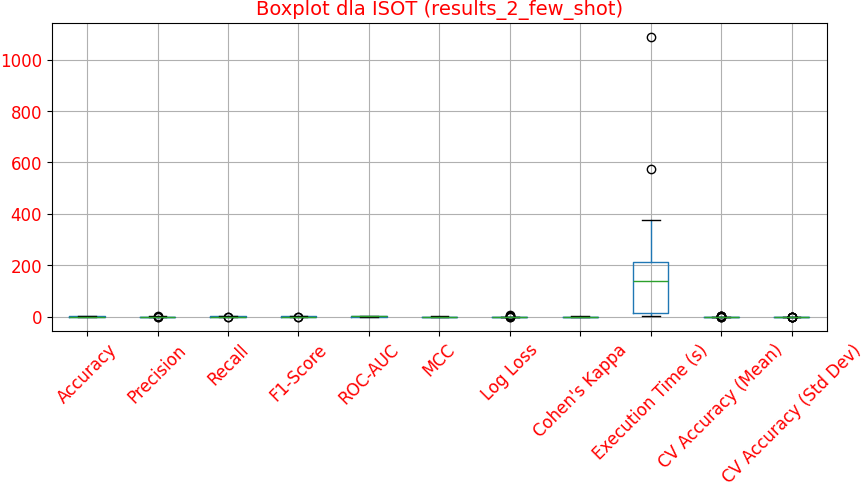 Boxplot dla ISOT (results_2_few_shot)
1000
800
600
400
200
0
Accuracy
Precision
Recall
F1-Score
ROC-AUC
MCC
Log Loss
Cohen's Kappa
Execution Time (s)
CV Accuracy (Mean)
CV Accuracy (Std Dev)